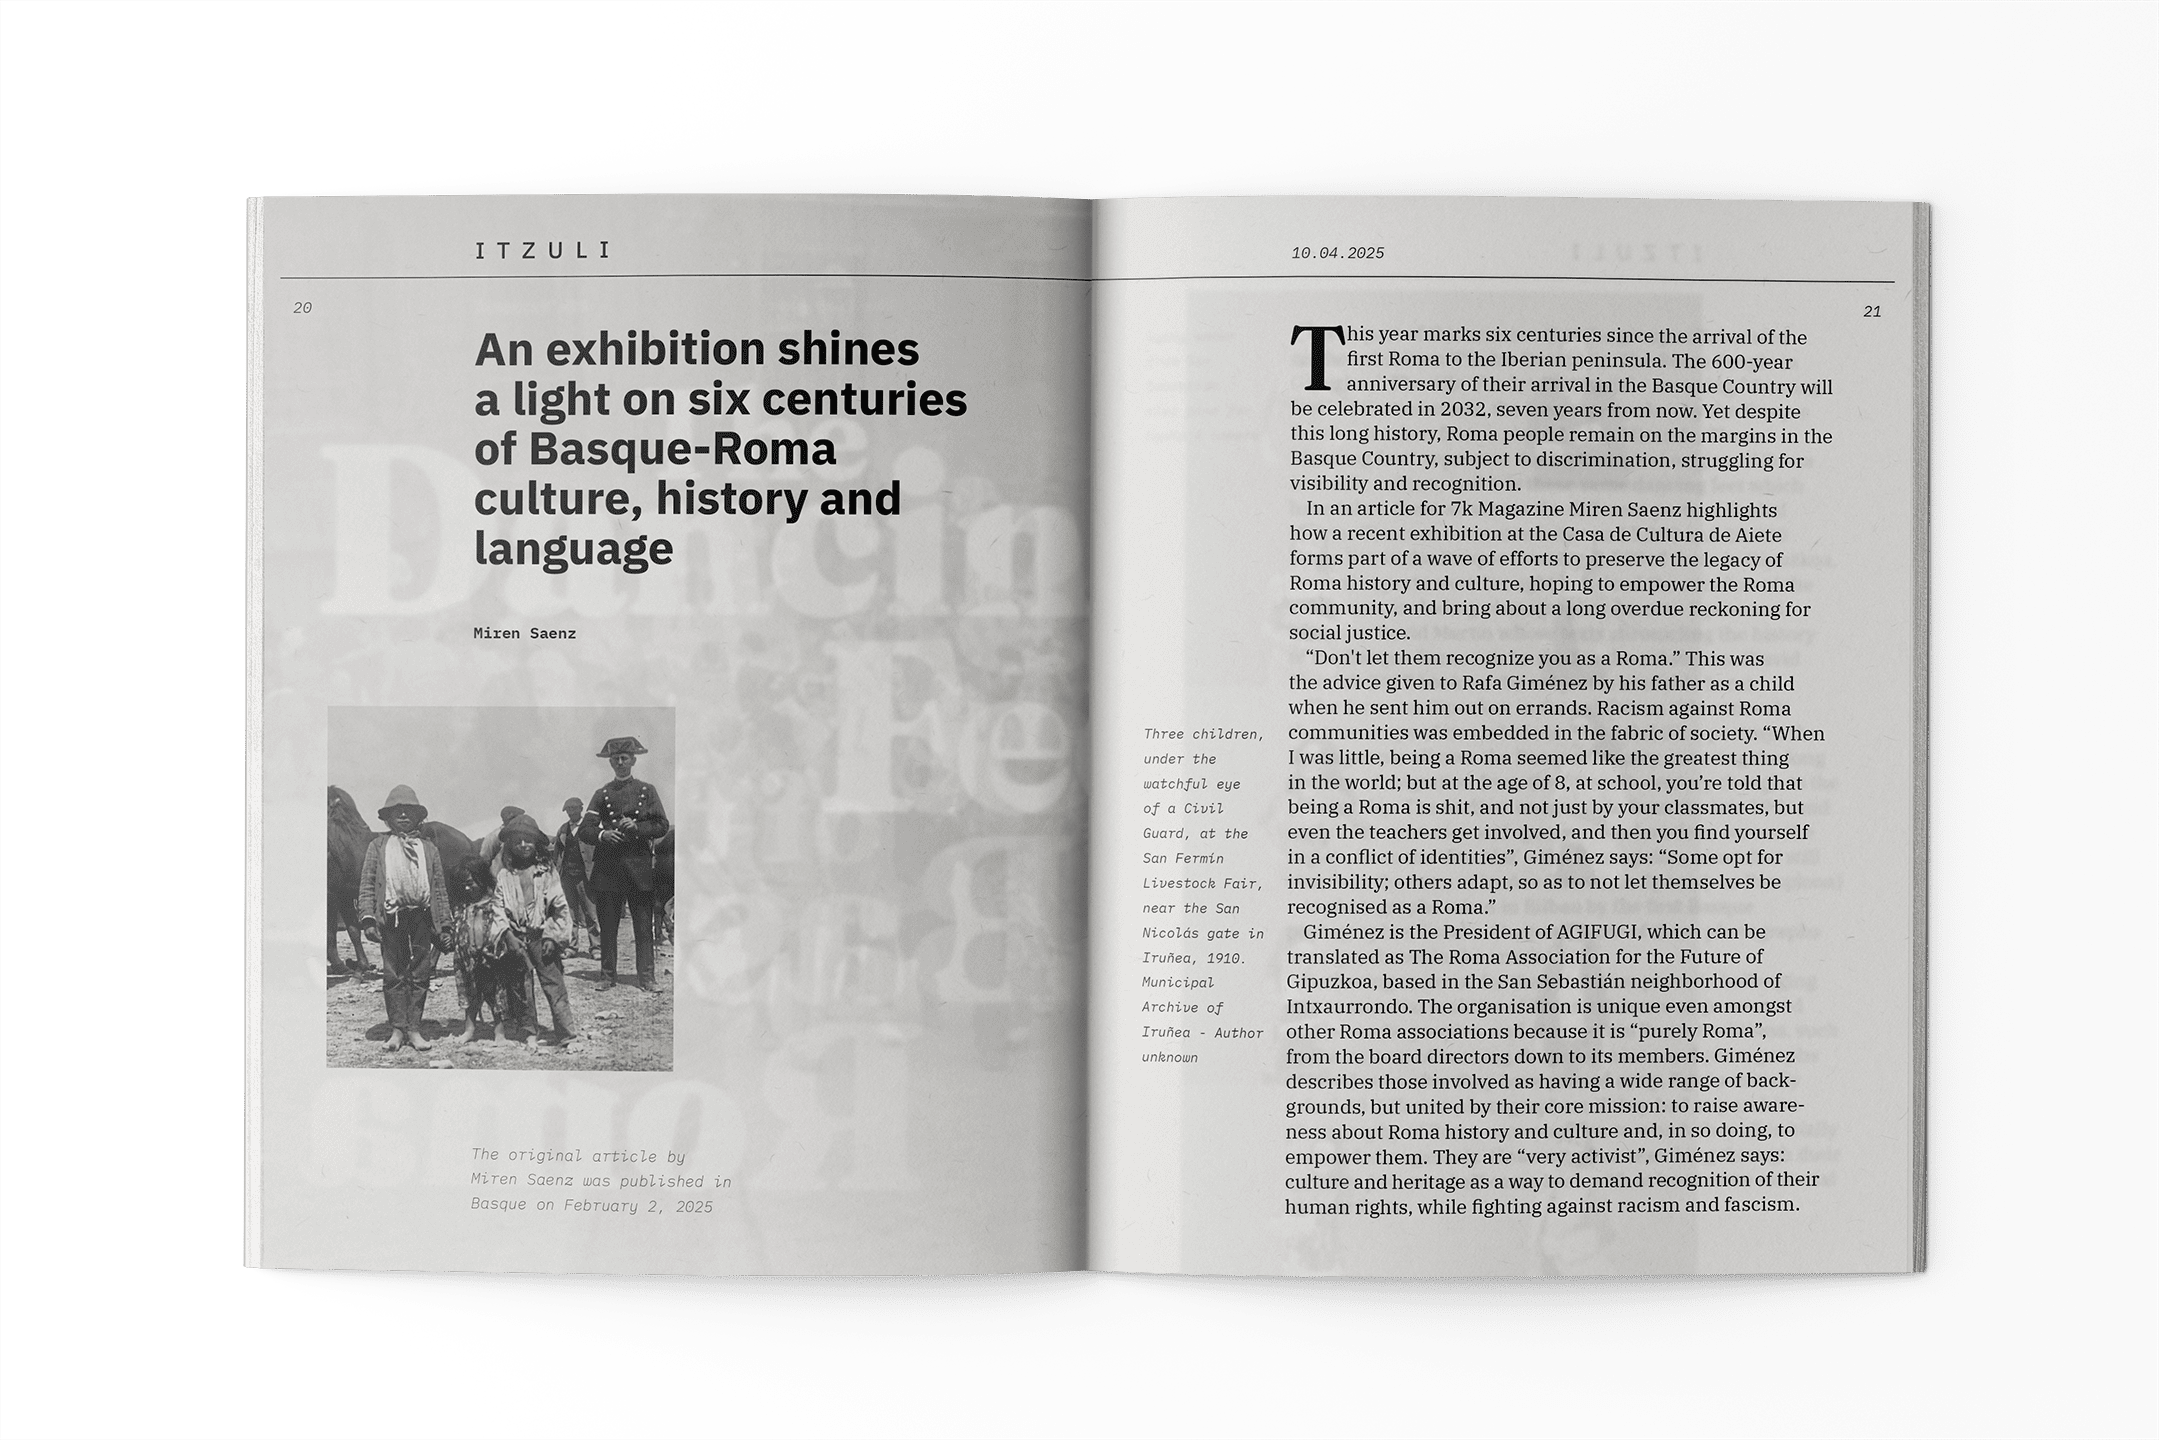 ITZULI
20
An exhibition shines
a light on six centuries
of Basque-Roma
culture, history and
language
Miren Saenz
The original article by
Miren Saenz was published in
Basque on February 2, 2025
10.04.2025
21
Three children,
under the
watchful eye
of a Civil
Guard, at the
San Fermín
Livestock Fair,
near the San
Nicolás gate in
Iruñea, 1910.
Municipal
Archive of
Iruñea - Author
unknown
This year marks six centuries since the arrival of the
first Roma to the Iberian peninsula. The 600-year
anniversary of their arrival in the Basque Country will
be celebrated in 2032, seven years from now. Yet despite
this long history, Roma people remain on the margins in the
Basque Country, subject to discrimination, struggling for
visibility and recognition.
In an article for 7k Magazine Miren Saenz highlights
how a recent exhibition at the Casa de Cultura de Aiete
forms part of a wave of efforts to preserve the legacy of
Roma history and culture, hoping to empower the Roma
community, and bring about a long overdue reckoning for
social justice.
“Don't let them recognize you as a Roma.” This was
the advice given to Rafa Giménez by his father as a child
when he sent him out on errands. Racism against Roma
communities was embedded in the fabric of society. “When
I was little, being a Roma seemed like the greatest thing
in the world; but at the age of 8, at school, you’re told that
being a Roma is shit, and not just by your classmates, but
even the teachers get involved, and then you find yourself
in a conflict of identities”, Giménez says: “Some opt for
invisibility; others adapt, so as to not let themselves be
recognised as a Roma.”
Giménez is the President of AGIFUGI, which can be
translated as The Roma Association for the Future of
Gipuzkoa, based in the San Sebastián neighborhood of
Intxaurrondo. The organisation is unique even amongst
other Roma associations because it is “purely Roma”,
from the board directors down to its members. Giménez
describes those involved as having a wide range of back-
grounds, but united by their core mission: to raise aware-
ness about Roma history and culture and, in so doing, to
empower them. They are “very activist”, Giménez says:
culture and heritage as a way to demand recognition of their
human rights, while fighting against racism and fascism.